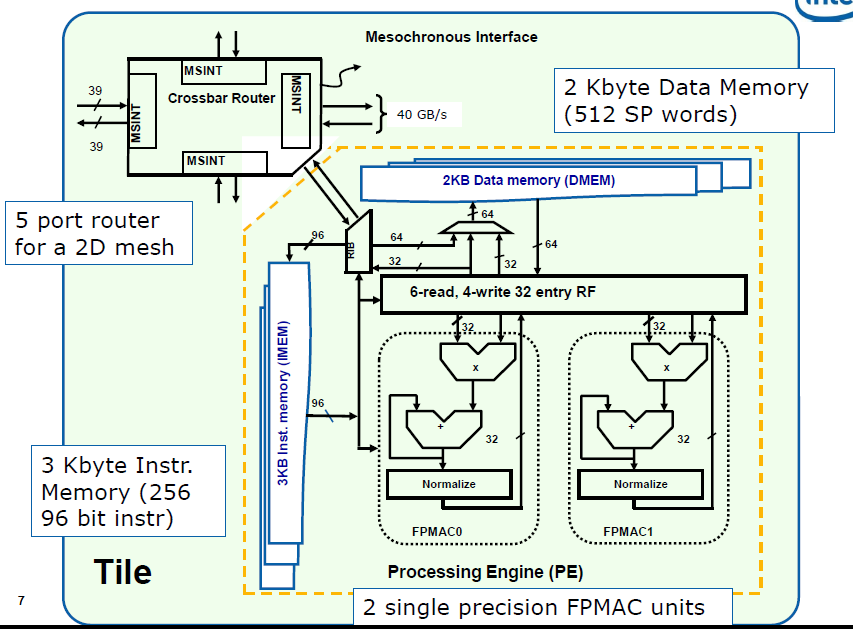 intel
Mesochronous Interface
MSINT
39
MSINT
Crossbar Router
MSINT
40 GB/s
39
MSINT
2 Kbyte Data Memory
(512 SP words)
2KB Data memory (DMEM)
5 port router
for a 2D mesh
96
RIB
64
64
64
32
32
6-read, 4-write 32 entry RF
3KB Inst. memory (IMEM)
96
32
32
x
x
+
+
32
32
Normalize
Normalize
FPMAC0
FPMAC1
3 Kbyte Instr.
Memory (256
96 bit instr)
Tile
Processing Engine (PE)
2 single precision FPMAC units
7